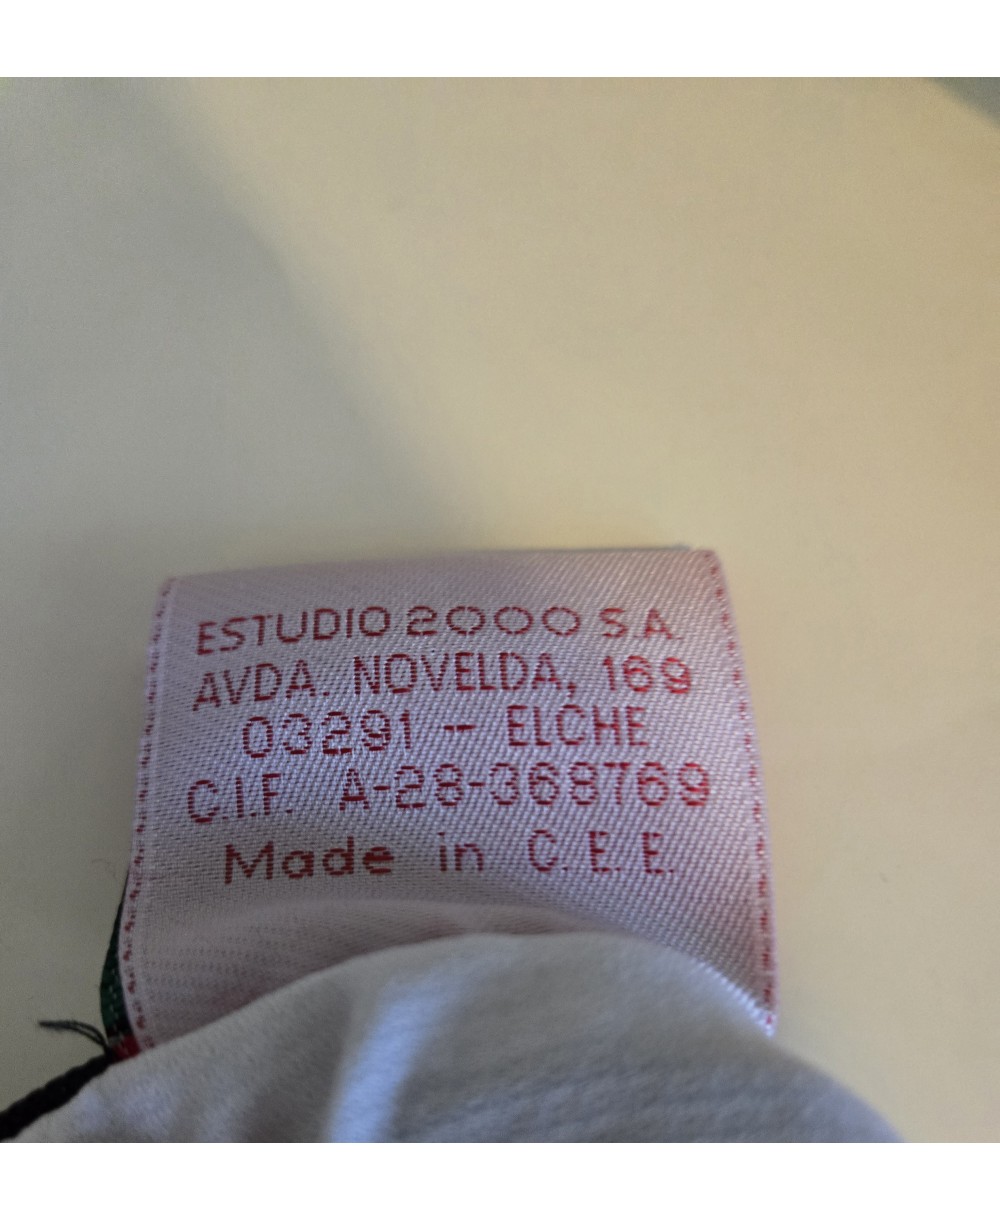 ESTUDIO 2000 S.A.
AVDA. NOVELDA, 169
03291 - ELCHE
C.I.F. A-28-368769
Made in C.E.E.